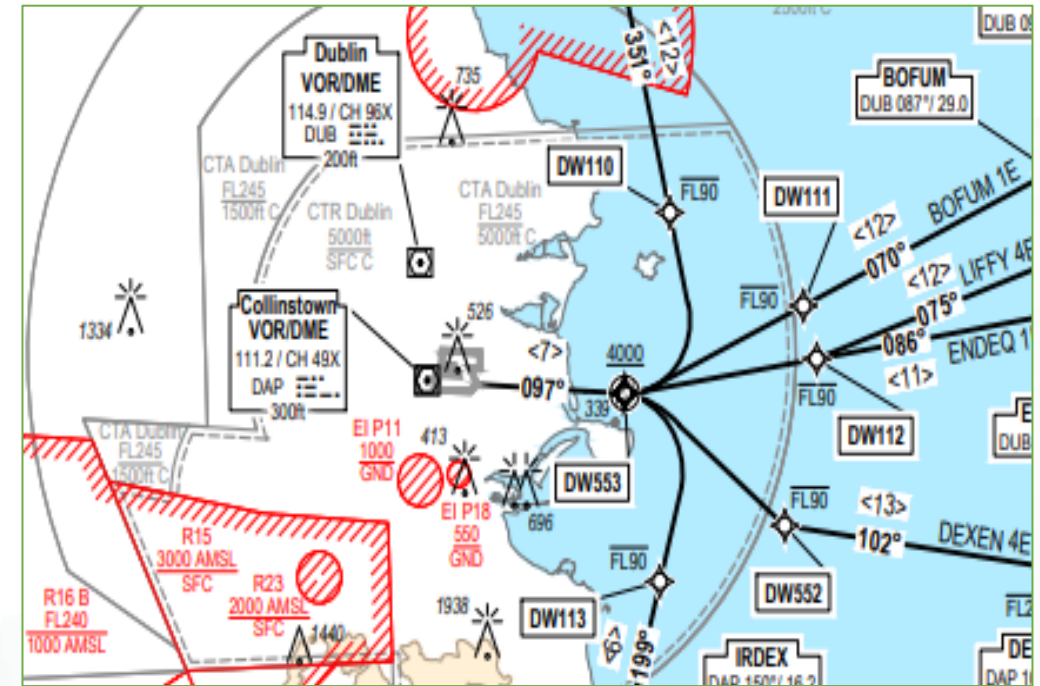 Dublin
VOR/DME
114.9 / CH 96X
DUB
200ft
735
351°
<12>
2500ft C
BOFUM
DUB 087°/ 29.0
CTA Dublin
FL245
1500ft C
CTR Dublin
5000ft
SFC C
CTA Dublin
FL245
5000ft C
DW110
FL90
DW111
BOFUM 1E
<12>
070°
<12>
LIFFY
075°
086°
ENDEQ
<11>
FL90
FL90
DW112
1334
Collinstown
VOR/DME
111.2 / CH 49X
DAP
300ft
526
<7>
097°
4000
339
DW553
CTA Dublin
FL245
1500ft C
EI P11
1000
GND
413
EI P18
550
GND
696
FL90
<13>
102°
DEXEN 4E
DW552
R15
3000 AMSL
SFC
R23
2000 AMSL
SFC
R16 B
FL240
1000 AMSL
1440
1938
FL90
DW113
<6>
199°
IRDEX
DAP 150°/ 16.2
DUB